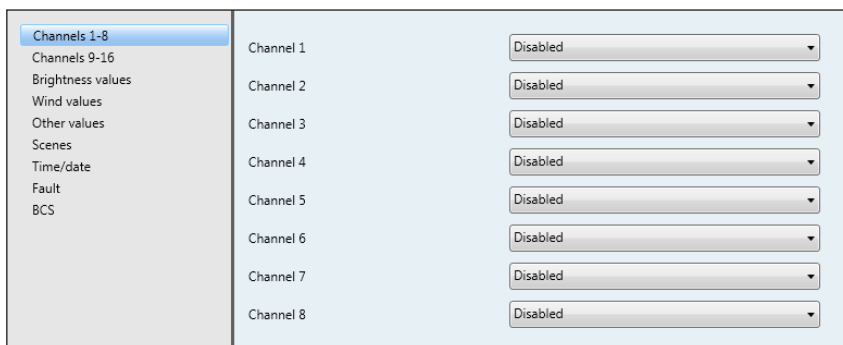 Channels 1-8
Channels 9-16
Brightness values
Wind values
Other values
Scenes
Time/date
Fault
BCS
Channel 1 Disabled
Channel 2 Disabled
Channel 3 Disabled
Channel 4 Disabled
Channel 5 Disabled
Channel 6 Disabled
Channel 7 Disabled
Channel 8 Disabled